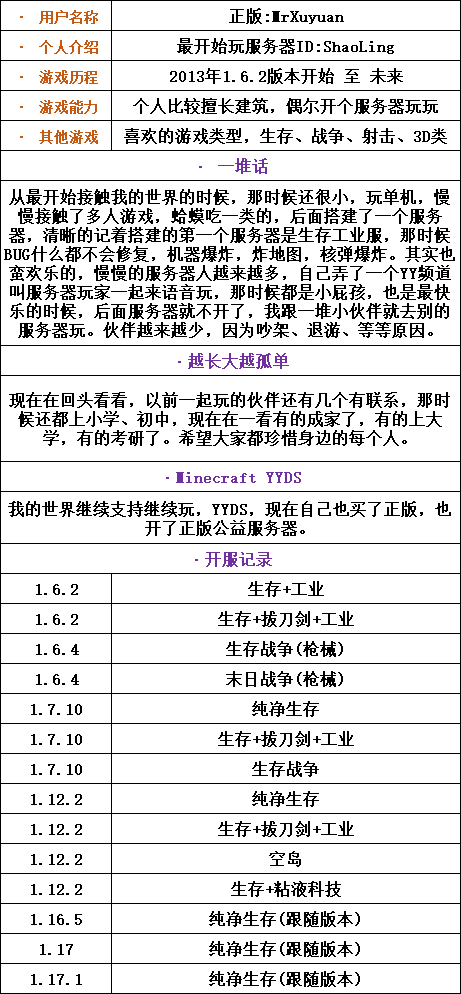 · 用户名称 正版:MrXuyuan
· 个人介绍 最开始玩服务器ID:ShaoLing
· 游戏历程 2013年1.6.2版本开始 至 未来
· 游戏能力 个人比较擅长建筑，偶尔开个服务器玩玩
· 其他游戏 喜欢的游戏类型，生存、战争、射击、3D类
· 一堆话
从最开始接触我的世界的时候，那时候还很小，玩单机，慢
慢接触了多人游戏，蛤蟆吃一类的，后面搭建了一个服务
器，清晰的记着搭建的第一个服务器是生存工业服，那时候
BUG什么都不会修复，机器爆炸，炸地图，核弹爆炸。其实也
蛮欢乐的，慢慢的服务器人越来越多，自己弄了一个YY频道
叫服务器玩家一起来语音玩，那时候都是小屁孩，也是最快
乐的时候，后面服务器就不开了，我跟一堆小伙伴就去别的
服务器玩。伙伴越来越少，因为吵架、退游、等等原因。
· 越长大越孤单
现在在回头看看，以前一起玩的伙伴还有几个有联系，那时
候还都上小学、初中，现在在一看有的成家了，有的上大
学，有的考研了。希望大家都珍惜身边的每个人。
· Minecraft YYDS
我的世界继续支持继续玩，YYDS，现在自己也买了正版，也
开了正版公益服务器。
· 开服记录
1.6.2 生存+工业
1.6.2 生存+拔刀剑+工业
1.6.4 生存战争(枪械)
1.6.4 末日战争(枪械)
1.7.10 纯净生存
1.7.10 生存+拔刀剑+工业
1.7.10 生存战争
1.12.2 纯净生存
1.12.2 生存+拔刀剑+工业
1.12.2 空岛
1.12.2 生存+粘液科技
1.16.5 纯净生存(跟随版本)
1.17 纯净生存(跟随版本)
1.17.1 纯净生存(跟随版本)